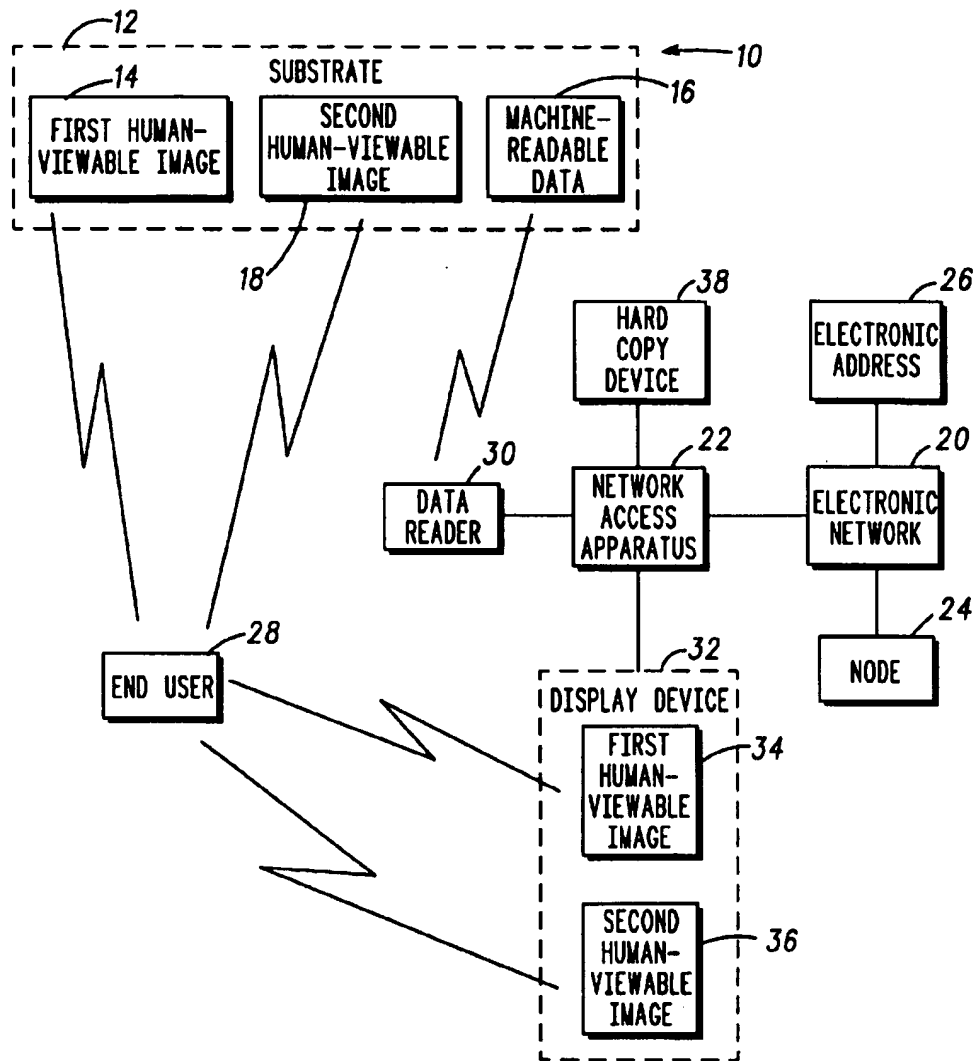 12
10
SUBSTRATE
14
16
FIRST HUMAN-
VIEWABLE IMAGE
SECOND
HUMAN-VIEWABLE
IMAGE
MACHINE-
READABLE
DATA
18
38
26
HARD
COPY
DEVICE
ELECTRONIC
ADDRESS
30
22
20
DATA
READER
NETWORK
ACCESS
APPARATUS
ELECTRONIC
NETWORK
28
24
END USER
32
NODE
DISPLAY DEVICE
FIRST
HUMAN-
VIEWABLE
IMAGE
34
SECOND
HUMAN-
VIEWABLE
IMAGE
36